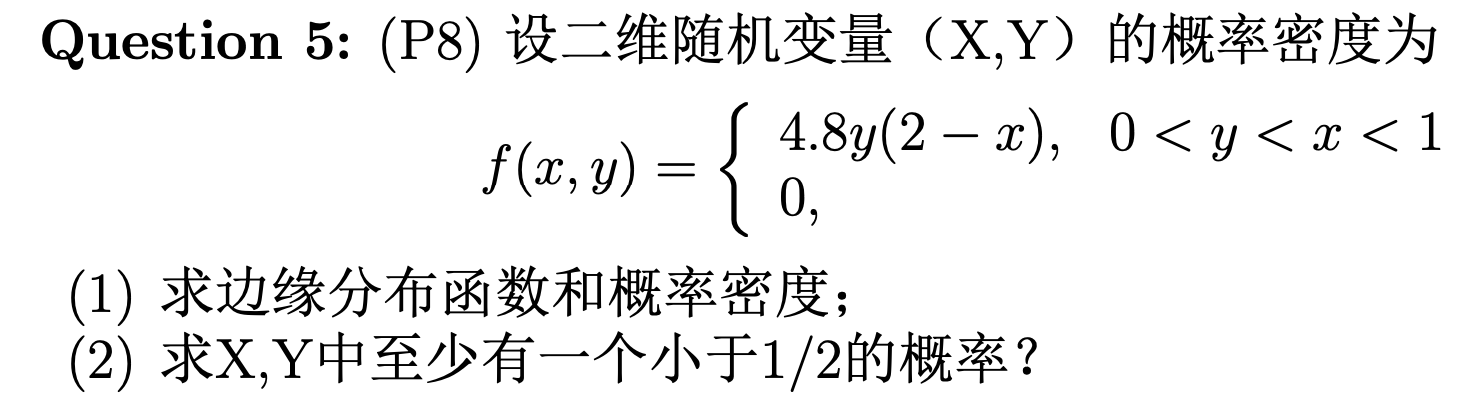 Question 5: (P8) 设二维随机变量（X,Y）的概率密度为
f(x, y) = { 4.8y(2 − x), 0 < y < x < 1
0,
(1) 求边缘分布函数和概率密度；
(2) 求X,Y中至少有一个小于1/2的概率？